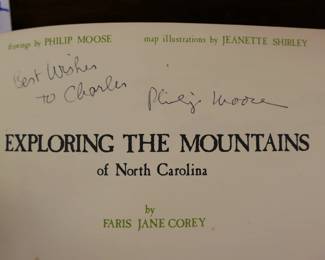 drawings by PHILIP MOOSE map illustrations by JEANETTE SHIRLEY
Best Wishes
to Charles
Philip Moose
EXPLORING THE MOUNTAINS
of North Carolina
by
FARIS JANE COREY